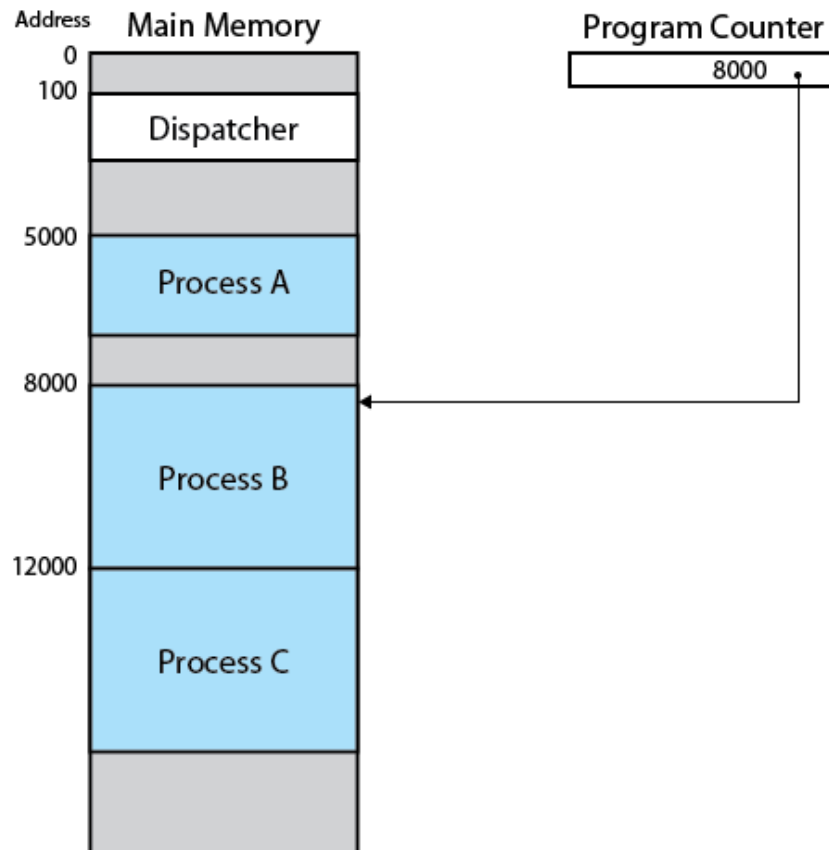 Address
Main Memory
Program Counter
0
8000
100
Dispatcher
5000
Process A
8000
Process B
12000
Process C